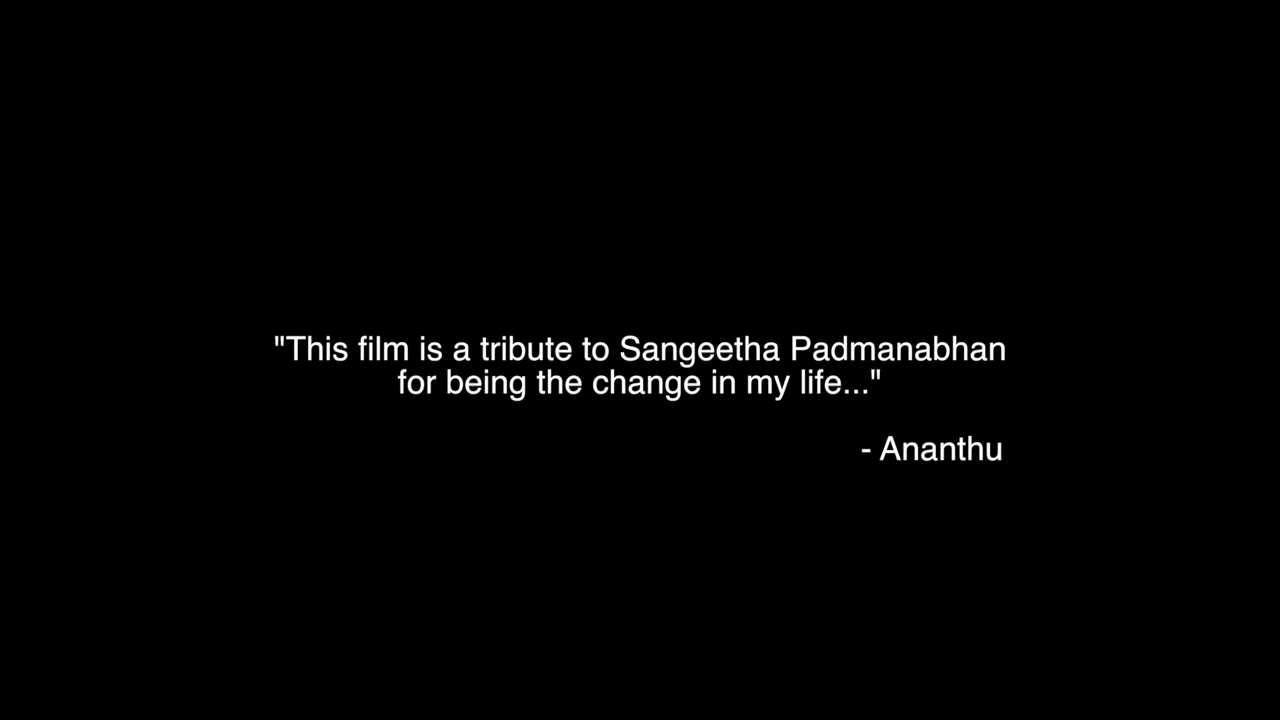 "This film is a tribute to Sangeetha Padmanabhan
for being the change in my life..."
- Ananthu